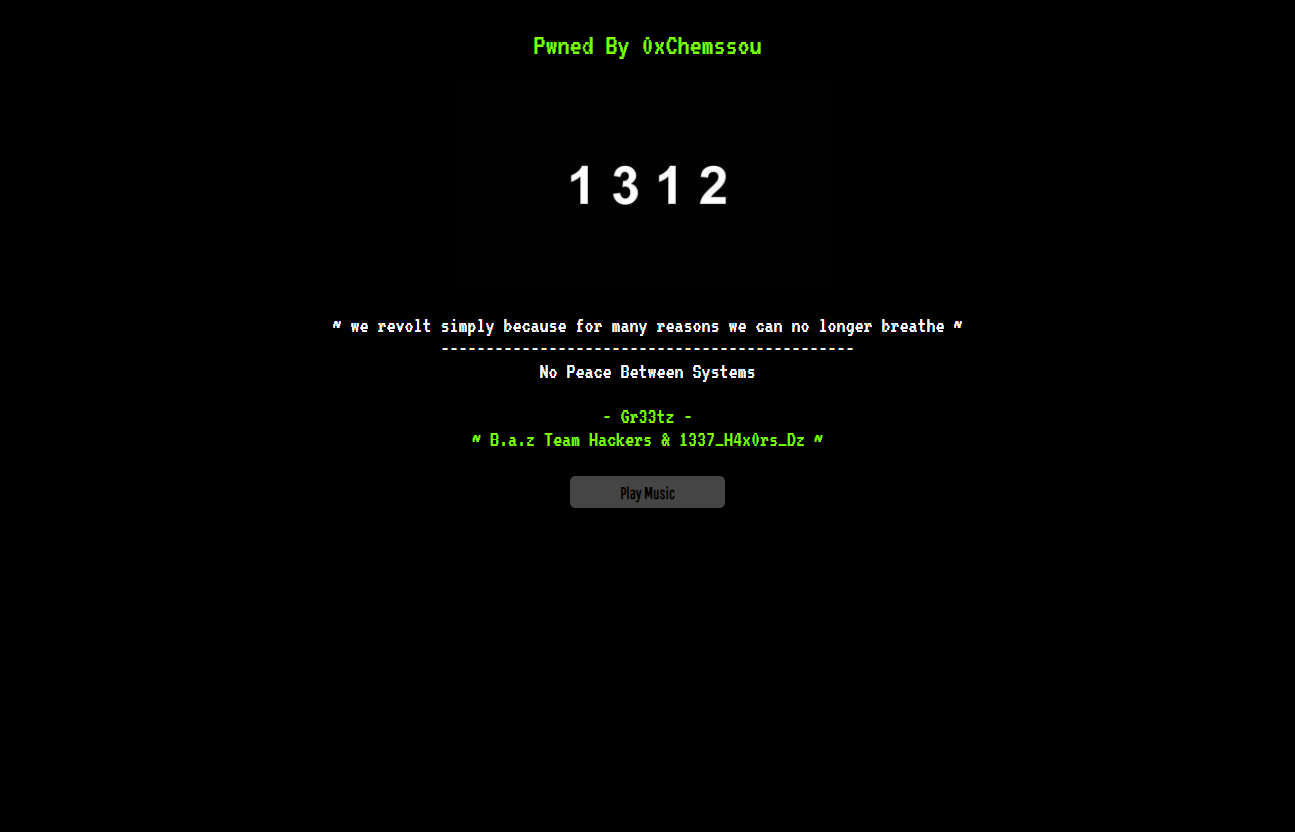 Pwned By 0xChemssou
1 3 1 2
~ we revolt simply because for many reasons we can no longer breathe ~
----------------------------------------------
No Peace Between Systems
- Gr33tz -
~ B.a.z Team Hackers & 1337_H4x0rs_Dz ~
Play Music